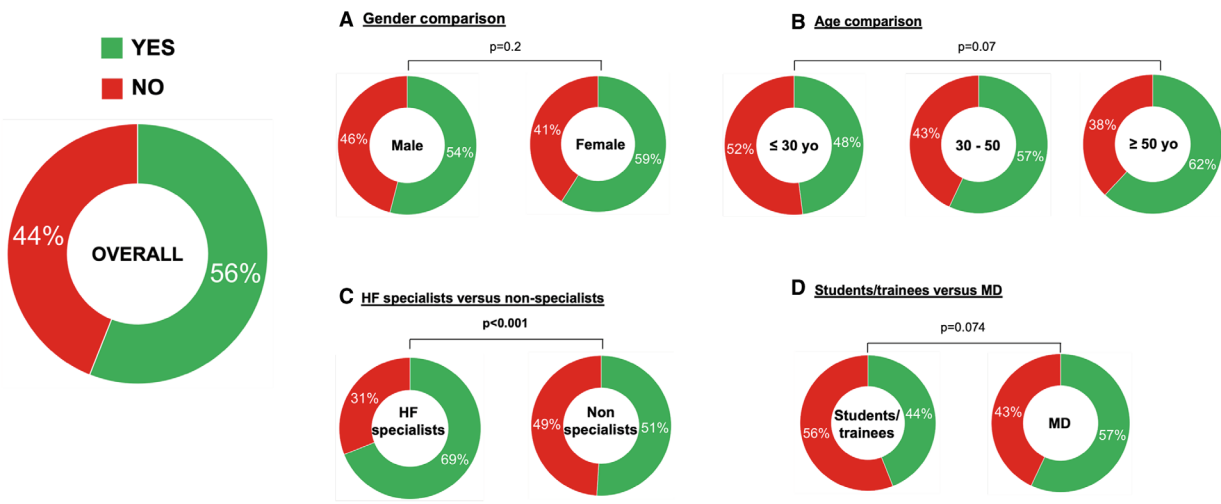 YES
NO
44%
OVERALL
56%
A Gender comparison
p=0.2
46%
Male
54%
41%
Female
59%
B Age comparison
p=0.07
52%
≤ 30 yo
48%
43%
30 - 50
57%
38%
≥ 50 yo
62%
C HF specialists versus non-specialists
p<0.001
31%
HF
specialists
69%
49%
Non
specialists
51%
D Students/trainees versus MD
p=0.074
56%
Students/
trainees
44%
43%
MD
57%